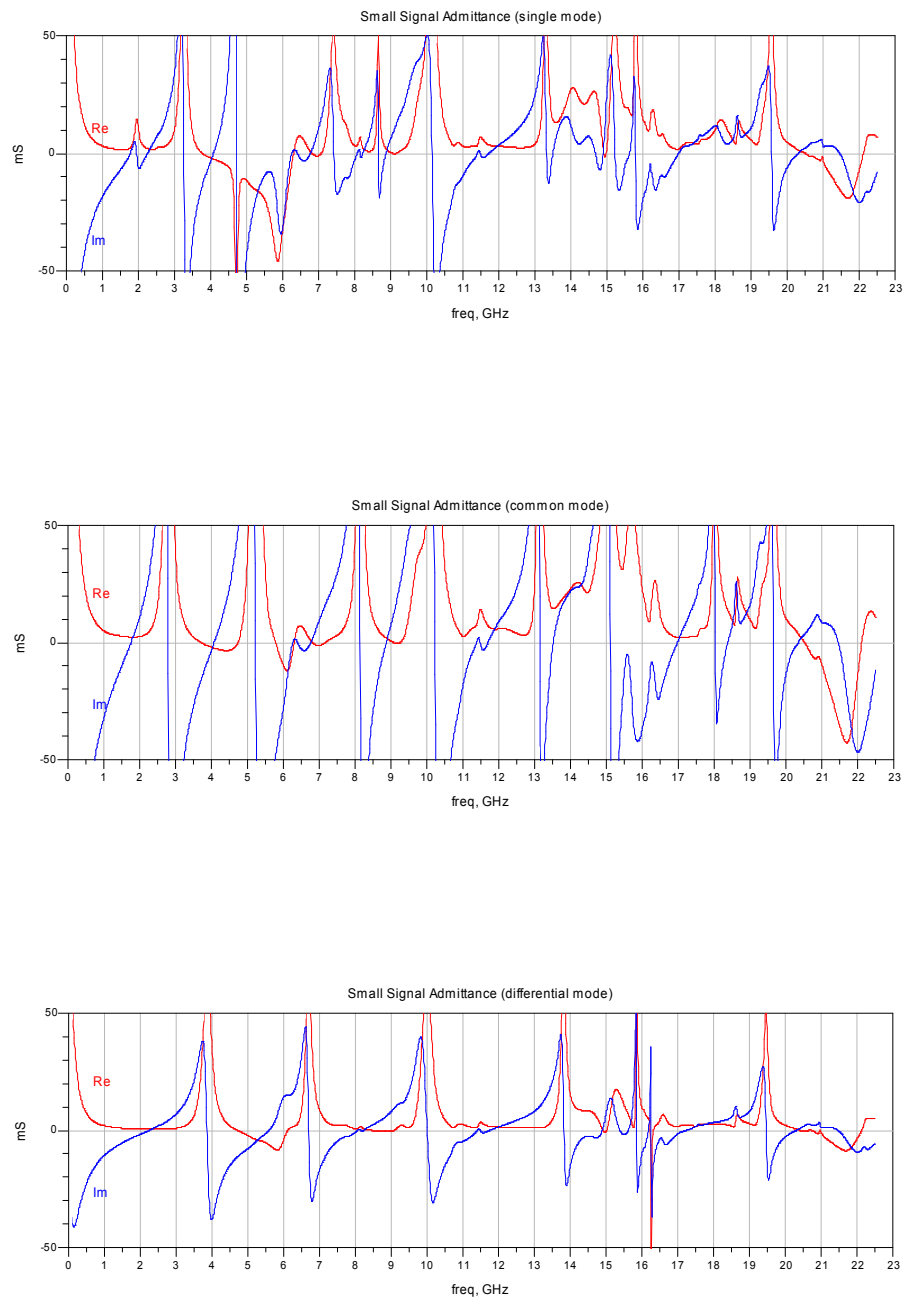 Small Signal Admittance (single mode)
50
Re
mS
0
Im
-50
0 1 2 3 4 5 6 7 8 9 10 11 12 13 14 15 16 17 18 19 20 21 22 23
freq, GHz
Small Signal Admittance (common mode)
50
Re
mS
0
Im
-50
0 1 2 3 4 5 6 7 8 9 10 11 12 13 14 15 16 17 18 19 20 21 22 23
freq, GHz
Small Signal Admittance (differential mode)
50
Re
mS
0
Im
-50
0 1 2 3 4 5 6 7 8 9 10 11 12 13 14 15 16 17 18 19 20 21 22 23
freq, GHz